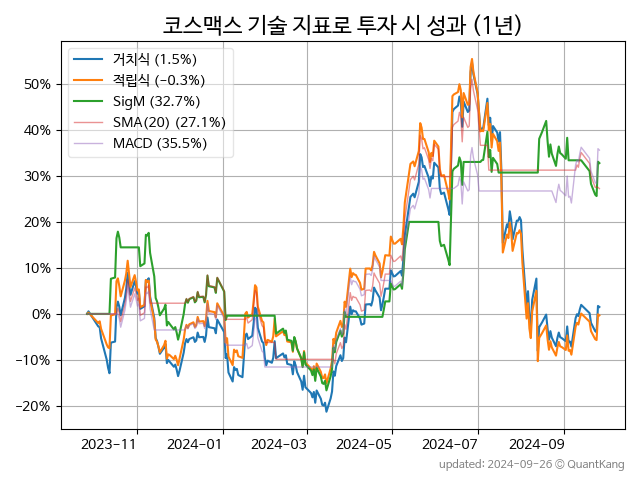 코스맥스 기술 지표로 투자 시 성과 (1년)
거치식 (1.5%)
적립식 (−0.3%)
SigM (32.7%)
SMA(20) (27.1%)
MACD (35.5%)
50%
40%
30%
20%
10%
0%
−10%
−20%
2023-11 2024-01 2024-03 2024-05 2024-07 2024-09
updated: 2024-09-26 © QuantKang